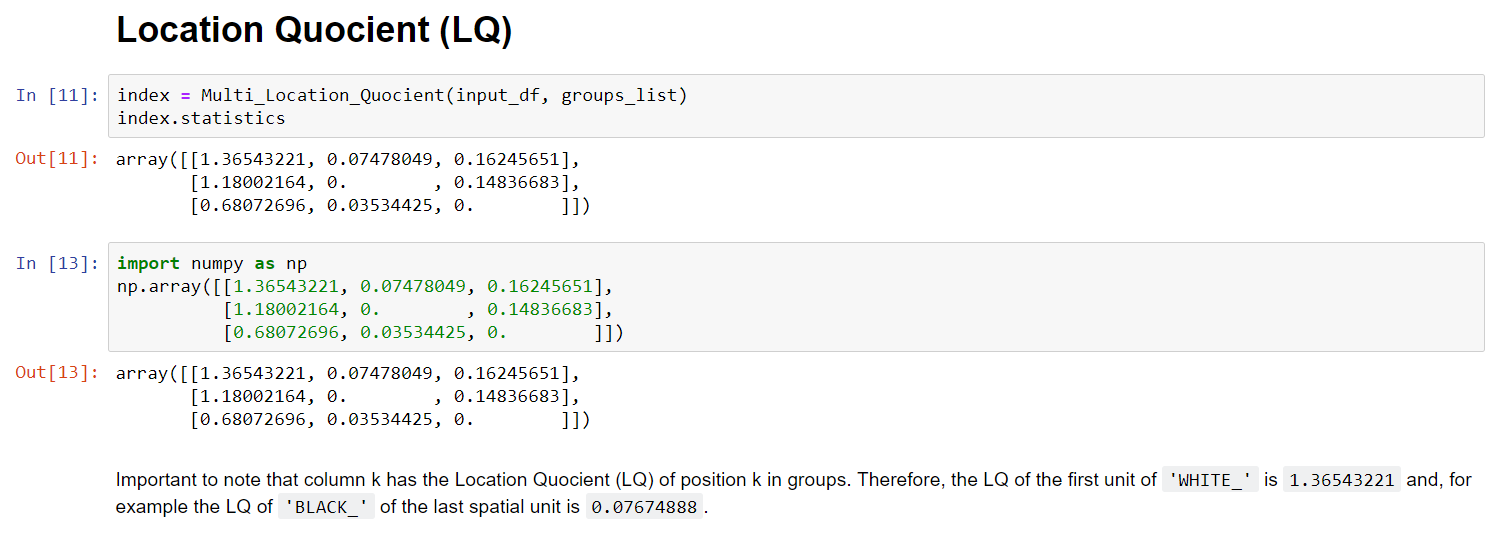 Location Quocient (LQ)
In [11]: index = Multi_Location_Quocient(input_df, groups_list)
index.statistics
Out[11]: array([[1.36543221, 0.07478049, 0.16245651],
[1.18002164, 0.        , 0.14836683],
[0.68072696, 0.03534425, 0.        ]])
In [13]: import numpy as np
np.array([[1.36543221, 0.07478049, 0.16245651],
[1.18002164, 0.        , 0.14836683],
[0.68072696, 0.03534425, 0.        ]])
Out[13]: array([[1.36543221, 0.07478049, 0.16245651],
[1.18002164, 0.        , 0.14836683],
[0.68072696, 0.03534425, 0.        ]])
Important to note that column k has the Location Quocient (LQ) of position k in groups. Therefore, the LQ of the first unit of 'WHITE_' is 1.36543221 and, for
example the LQ of 'BLACK_' of the last spatial unit is 0.07674888.